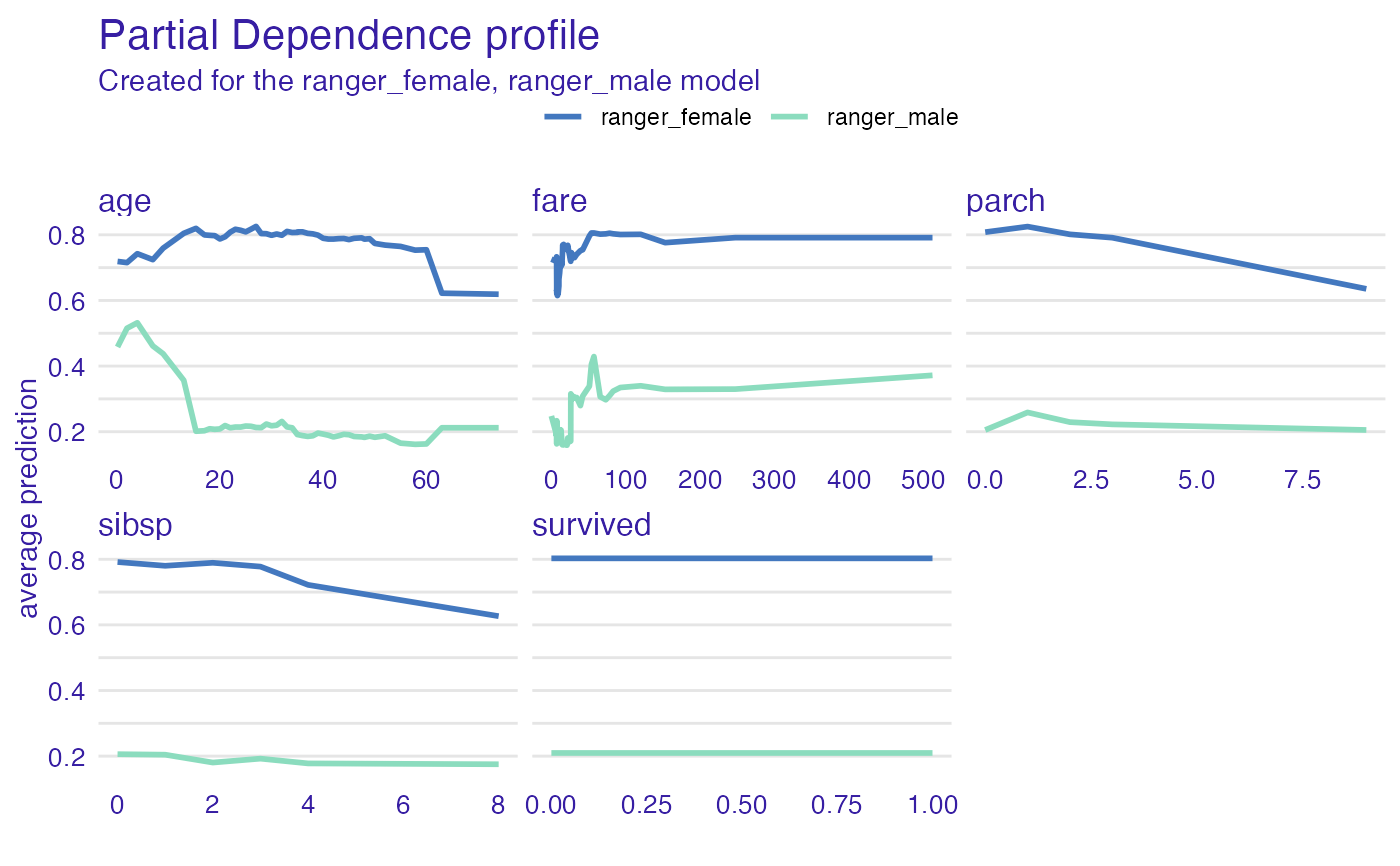 Partial Dependence profile
Created for the ranger_female, ranger_male model
ranger_female ranger_male
age fare parch
0.8
0.6
0.4
0.2
0 20 40 60 0 100 200 300 400 500 0.0 2.5 5.0 7.5
average prediction
sibsp survived
0.8
0.6
0.4
0.2
0 2 4 6 8 0.00 0.25 0.50 0.75 1.00